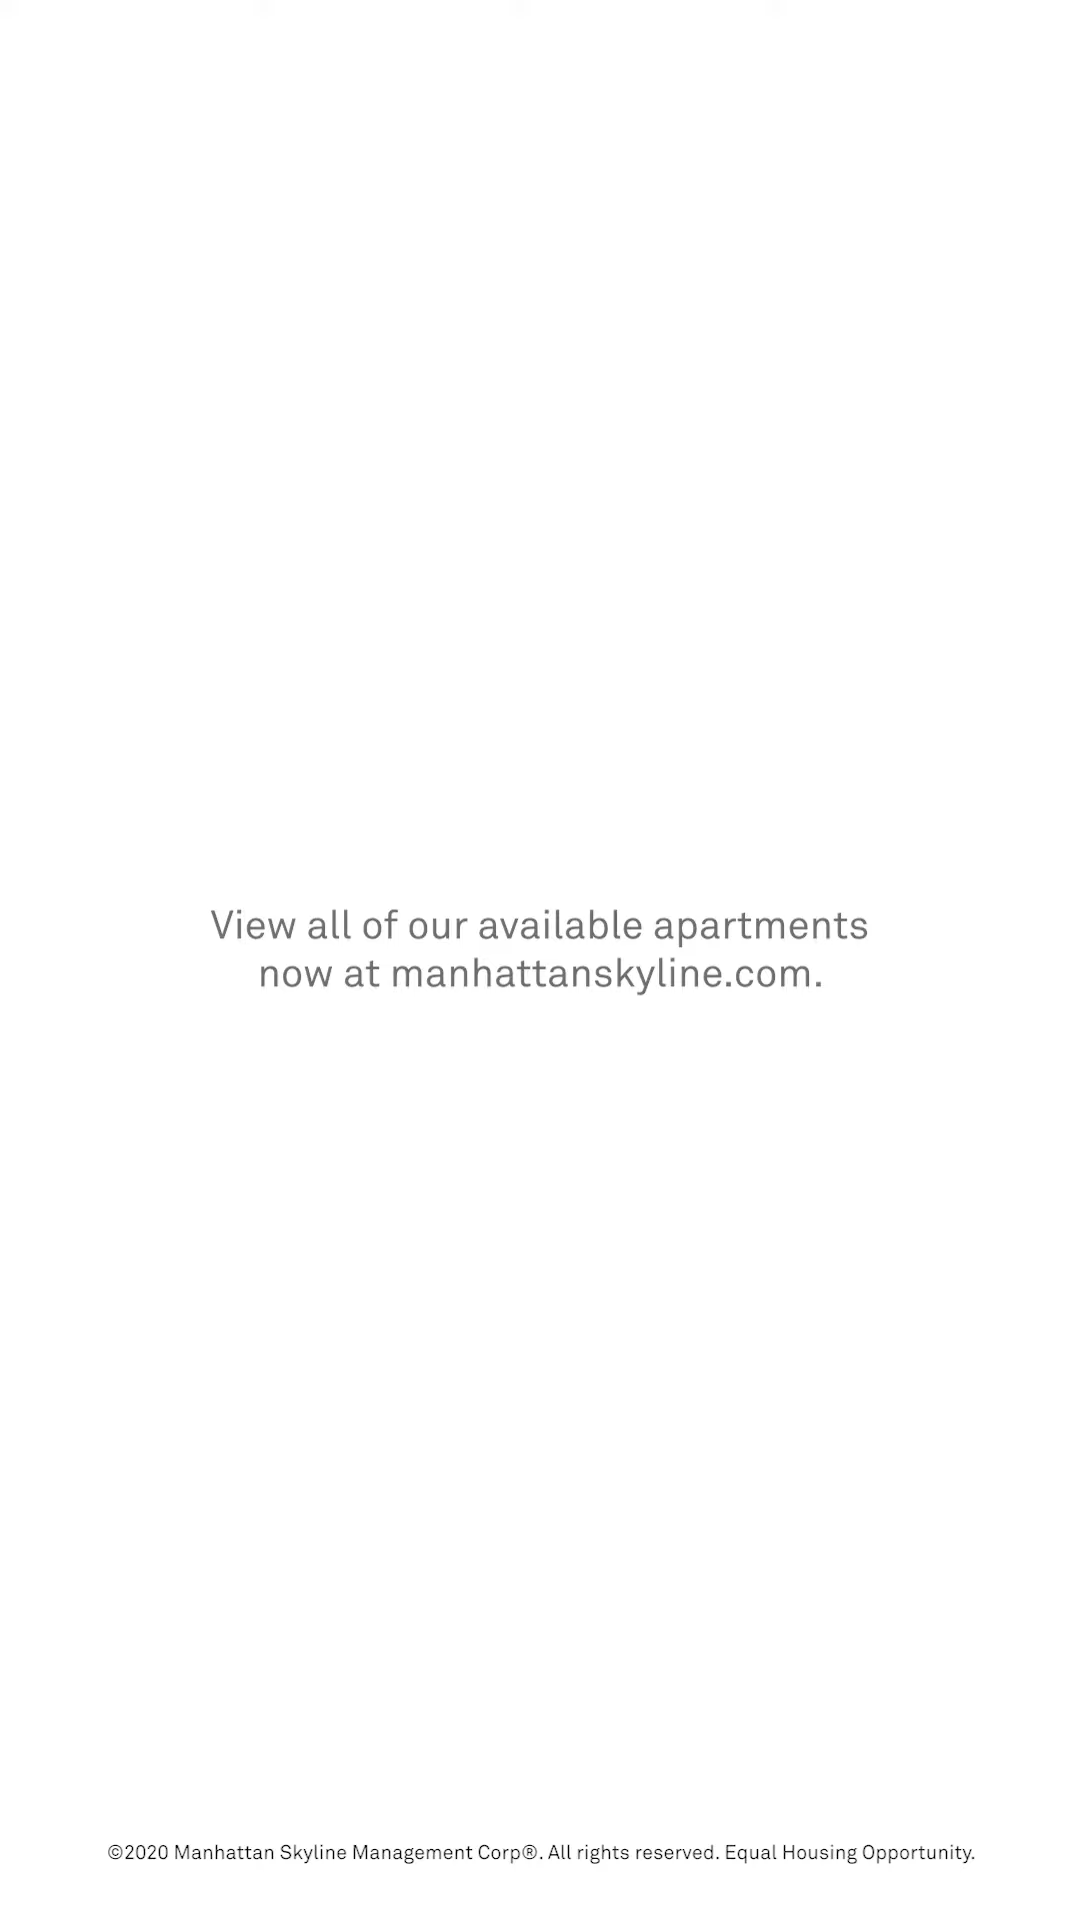 View all of our available apartments
now at manhattanskyline.com.
©2020 Manhattan Skyline Management Corp®. All rights reserved. Equal Housing Opportunity.